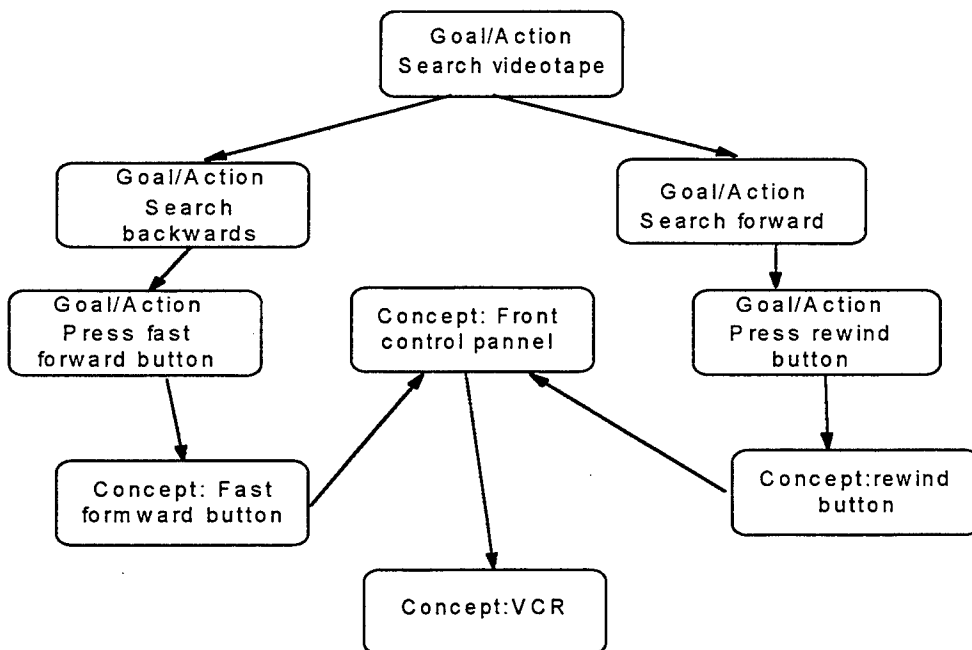 Goal/Action
Search videotape
Goal/Action
Search
backwards
Goal/Action
Search forward
Goal/Action
Press fast
forward button
Concept: Front
control pannel
Goal/Action
Press rewind
button
Concept: Fast
formward button
Concept:rewind
button
Concept:VCR